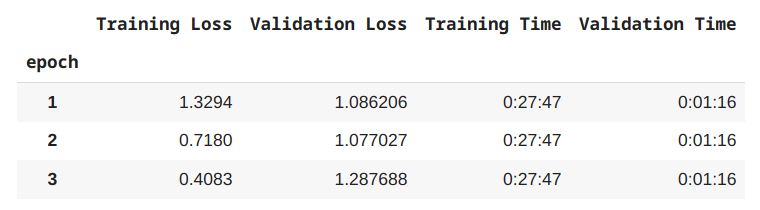 Training Loss Validation Loss Training Time Validation Time
epoch
1 1.3294 1.086206 0:27:47 0:01:16
2 0.7180 1.077027 0:27:47 0:01:16
3 0.4083 1.287688 0:27:47 0:01:16